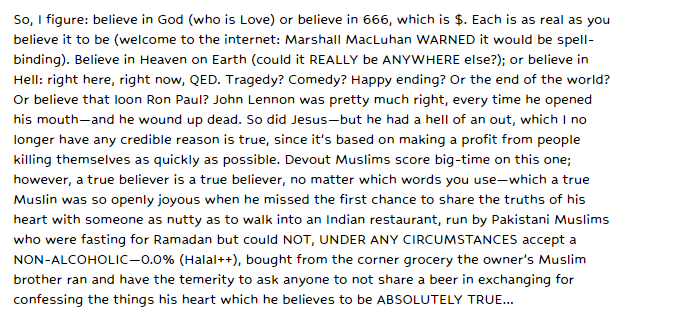 So, I figure: believe in God (who is Love) or believe in 666, which is $. Each is as real as you
believe it to be (welcome to the internet: Marshall MacLuhan WARNED it would be spell-
binding). Believe in Heaven on Earth (could it REALLY be ANYWHERE else?); or believe in
Hell: right here, right now, QED. Tragedy? Comedy? Happy ending? Or the end of the world?
Or believe that loon Ron Paul? John Lennon was pretty much right, every time he opened
his mouth—and he wound up dead. So did Jesus—but he had a hell of an out, which I no
longer have any credible reason is true, since it's based on making a profit from people
killing themselves as quickly as possible. Devout Muslims score big-time on this one;
however, a true believer is a true believer, no matter which words you use—which a true
Muslin was so openly joyous when he missed the first chance to share the truths of his
heart with someone as nutty as to walk into an Indian restaurant, run by Pakistani Muslims
who were fasting for Ramadan but could NOT, UNDER ANY CIRCUMSTANCES accept a
NON-ALCOHOLIC—0.0% (Halal++), bought from the corner grocery the owner's Muslim
brother ran and have the temerity to ask anyone to not share a beer in exchanging for
confessing the things his heart which he believes to be ABSOLUTELY TRUE...